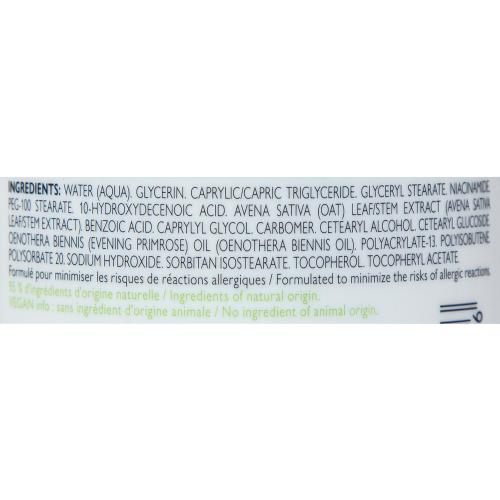 INGREDIENTS: WATER (AQUA). GLYCERIN. CAPRYLIC/CAPRIC TRIGLYCERIDE. GLYCERYL STEARATE. NIACINAMIDE.
PEG-100 STEARATE. 10-HYDROXYDECENOIC ACID. AVENA SATIVA (OAT) LEAF/STEM EXTRACT (AVENA SATIVA
LEAF/STEM EXTRACT). BENZOIC ACID. CAPRYLYL GLYCOL. CARBOMER. CETEARYL ALCOHOL. CETEARYL GLUCOSIDE.
OENOTHERA BIENNIS (EVENING PRIMROSE) OIL (OENOTHERA BIENNIS OIL). POLYACRYLATE-13. POLYISOBUTENE.
POLYSORBATE 20. SODIUM HYDROXIDE. SORBITAN ISOSTEARATE. TOCOPHEROL. TOCOPHERYL ACETATE.
Formulé pour minimiser les risques de réactions allergiques / Formulated to minimize the risks of allergic reactions.
95 % d'ingrédients d'origine naturelle / Ingredients of natural origin.
VEGAN info : sans ingrédient d'origine animale / No ingredient of animal origin.